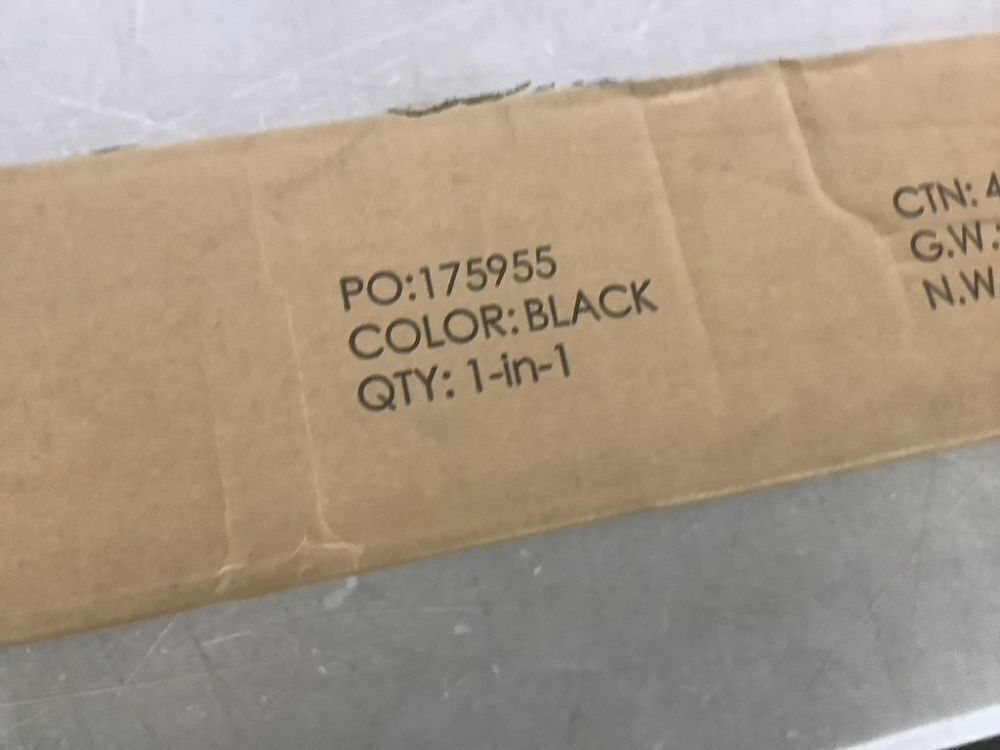 PO:175955
COLOR: BLACK
QTY: 1-in-1
CTN: 4
G.W.:
N.W